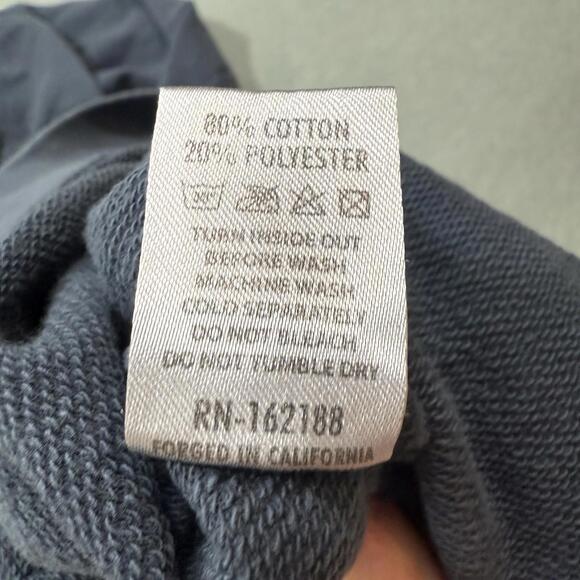 80% COTTON
20% POLYESTER
TURN INSIDE OUT
BEFORE WASH
MACHINE WASH
COLD SEPARATELY
DO NOT BLEACH
DO NOT TUMBLE DRY
RN-162188
FORGED IN CALIFORNIA